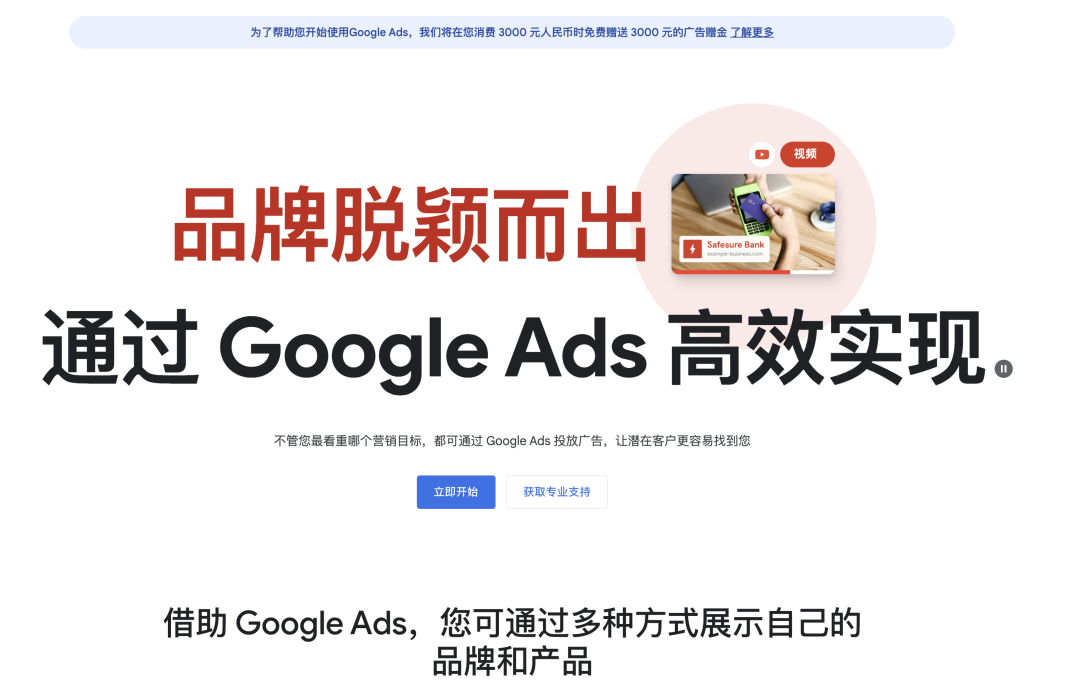 为了帮助您开始使用Google Ads，我们将在您消费 3000 元人民币时免费赠送 3000 元的广告赠金 了解更多
视频
品牌脱颖而出
Safesure Bank
example-business.com
通过 Google Ads 高效实现.
不管您最看重哪个营销目标，都可通过 Google Ads 投放广告，让潜在客户更容易找到您
立即开始
获取专业支持
借助 Google Ads，您可通过多种方式展示自己的
品牌和产品